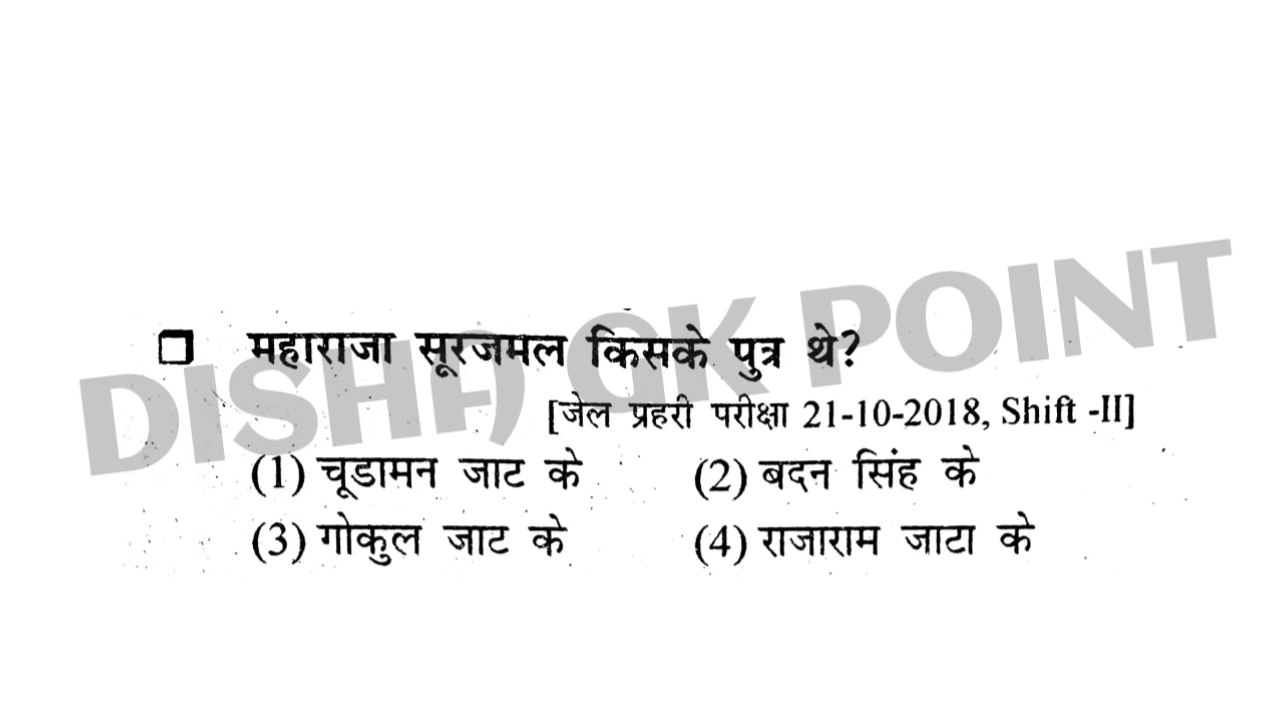 महाराजा सूरजमल किसके पुत्र थे?
[जेल प्रहरी परीक्षा 21-10-2018, Shift -II]
(1) चूडामन जाट के (2) बदन सिंह के
(3) गोकुल जाट के (4) राजाराम जाटा के
DISHA GK POINT